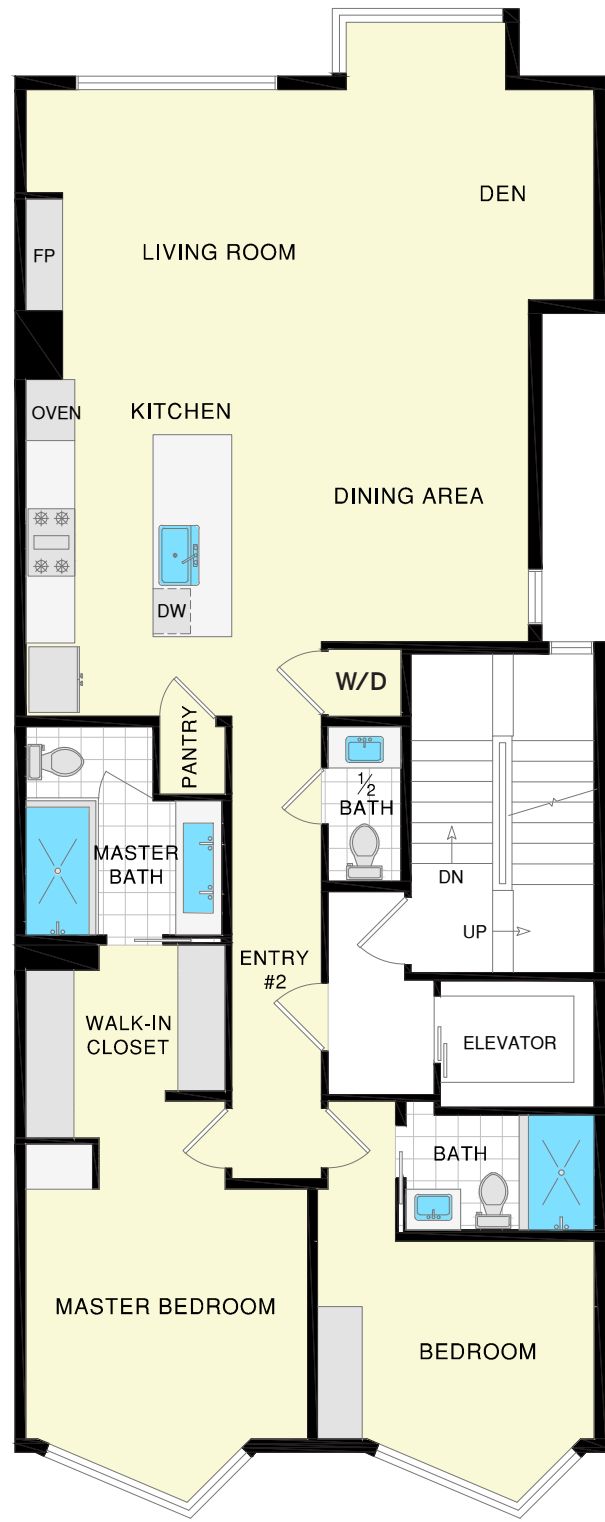 DEN
LIVING ROOM
FP
OVEN
KITCHEN
DINING AREA
DW
W/D
PANTRY
1/2
BATH
MASTER
BATH
DN
UP
ENTRY
#2
WALK-IN
CLOSET
ELEVATOR
BATH
MASTER BEDROOM
BEDROOM